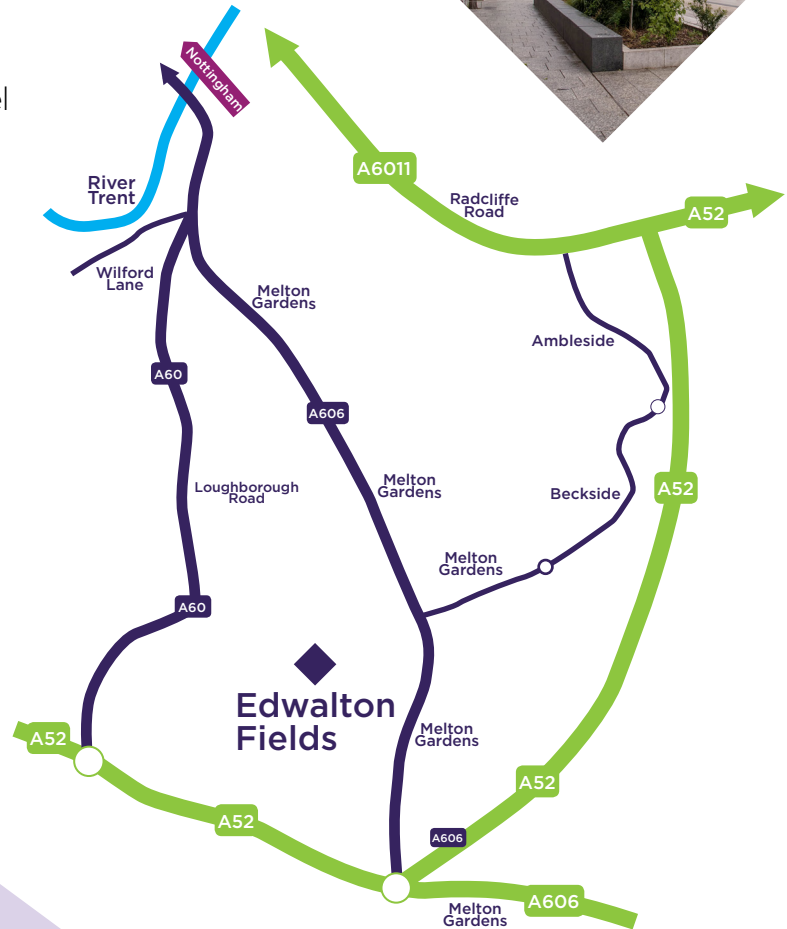 el
Nottingham
River
Trent
A6011
Radcliffe
Road
A52
Wilford
Lane
Melton
Gardens
Ambleside
A60
A606
Melton
Gardens
Loughborough
Road
Beckside
A52
Melton
Gardens
A60
Edwalton
Fields
Melton
Gardens
A52
A52
A52
A606
A606
Melton
Gardens